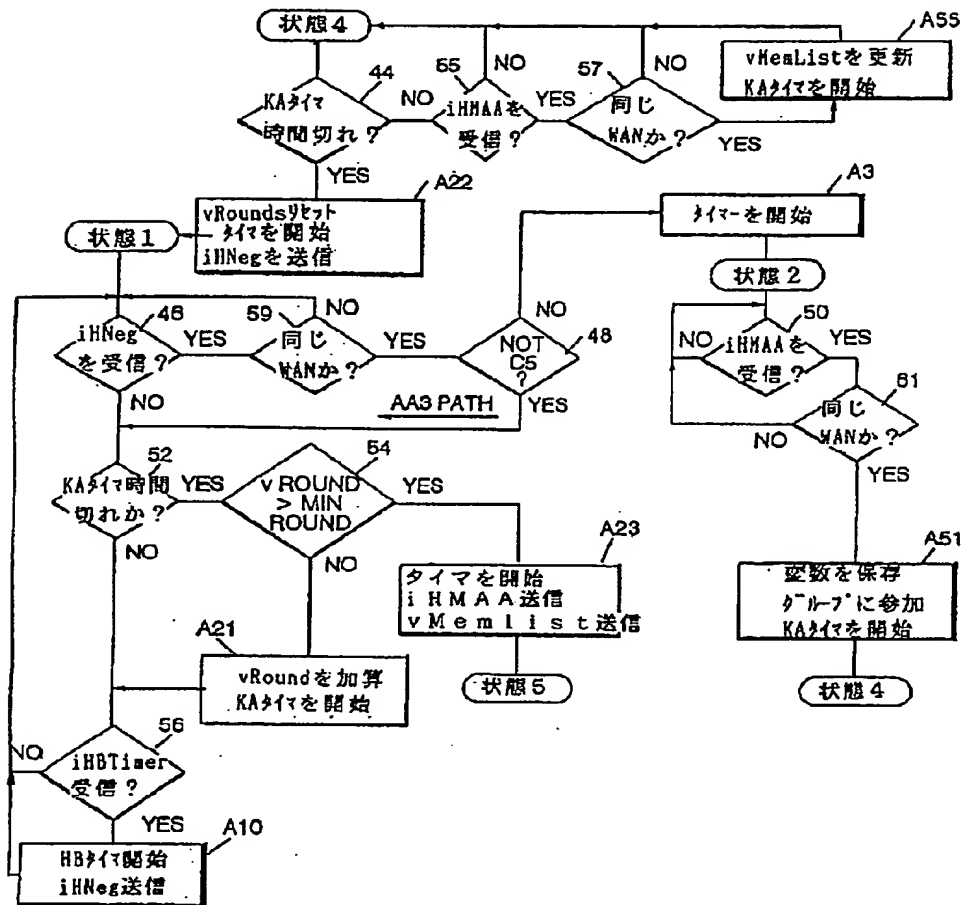 状態4
A55
vMemListを更新
KAタイマを開始
44
KAタイマ
時間切れ?
NO
55
NO
iHMAAを
受信?
YES
57
NO
同じ
WANか?
YES
YES
A22
vRoundsリセット
タイマを開始
iHNegを送信
状態1
A3
タイマーを開始
状態2
46
iHNeg
を受信?
YES
NO
59
NO
同じ
WANか?
YES
NO
48
NOT
C5
?
YES
AA3 PATH
50
iHMAAを
受信?
NO
YES
61
同じ
WANか?
NO
YES
52
KAタイマ時間
切れか?
YES
NO
54
v ROUND
> MIN
ROUND
YES
NO
A23
タイマを開始
iHMAA送信
vMemlist送信
状態5
A51
変数を保存
グループに参加
KAタイマを開始
状態4
A21
vRoundを加算
KAタイマを開始
56
NO
iHBTimer
受信?
YES
A10
HBタイマ開始
iHNeg送信